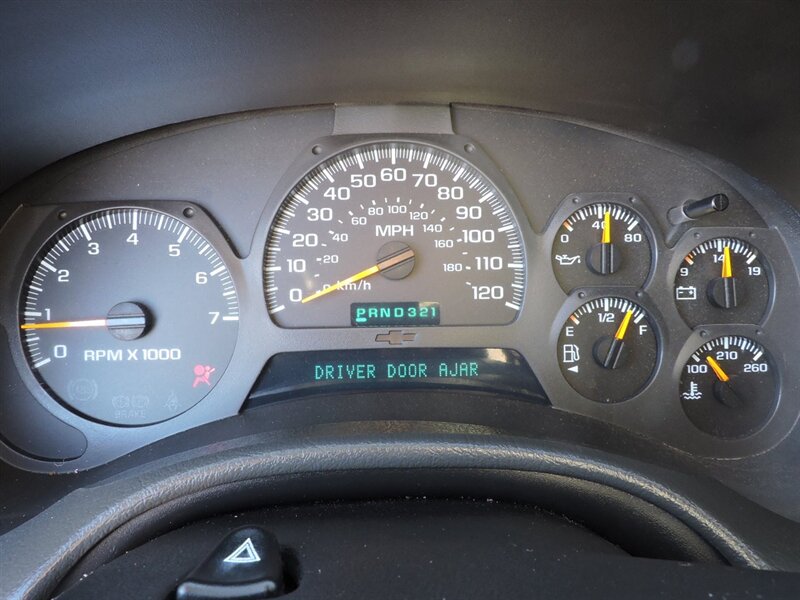 0 1 2 3 4 5 6 7
RPM X 1000
BRAKE
0 10 20 30 40 50 60 70 80 90 100 110 120
MPH
0 20 40 60 80 100 120 140 160 180
km/h
PRND321
DRIVER DOOR AJAR
0 40 80
9 14 19
E 1/2 F
100 210 260